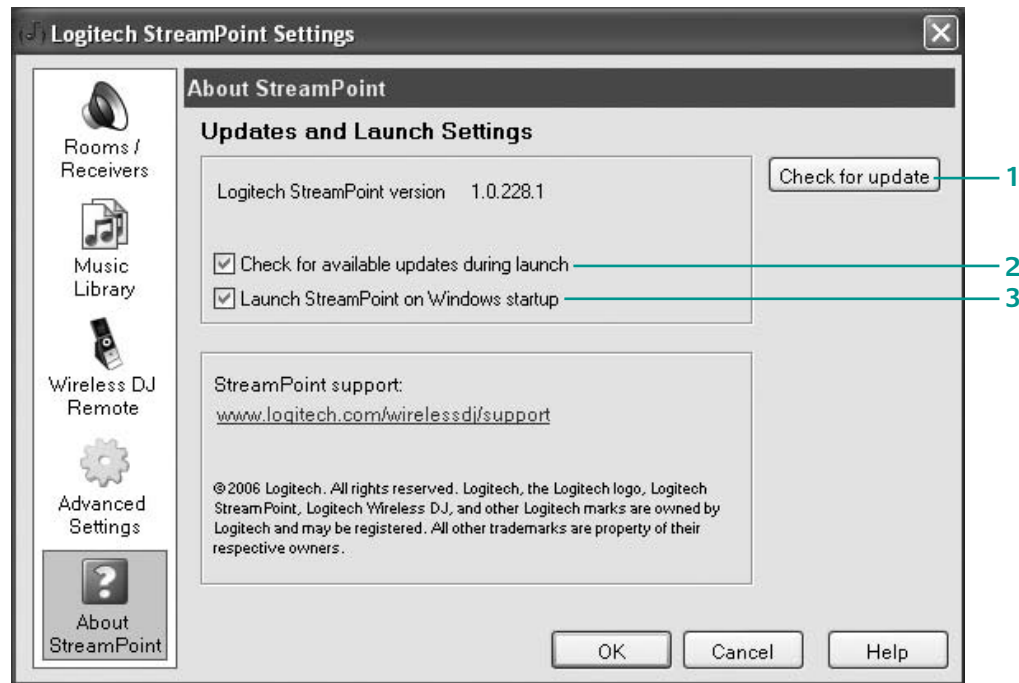 Logitech StreamPoint Settings
About StreamPoint
Rooms /
Receivers
Music
Library
Wireless DJ
Remote
Advanced
Settings
About
StreamPoint
Updates and Launch Settings
Logitech StreamPoint version 1.0.228.1
Check for update
1
Check for available updates during launch
2
Launch StreamPoint on Windows startup
3
StreamPoint support:
www.logitech.com/wirelessdj/support
©2006 Logitech. All rights reserved. Logitech, the Logitech logo, Logitech
StreamPoint, Logitech Wireless DJ, and other Logitech marks are owned by
Logitech and may be registered. All other trademarks are property of their
respective owners.
OK
Cancel
Help